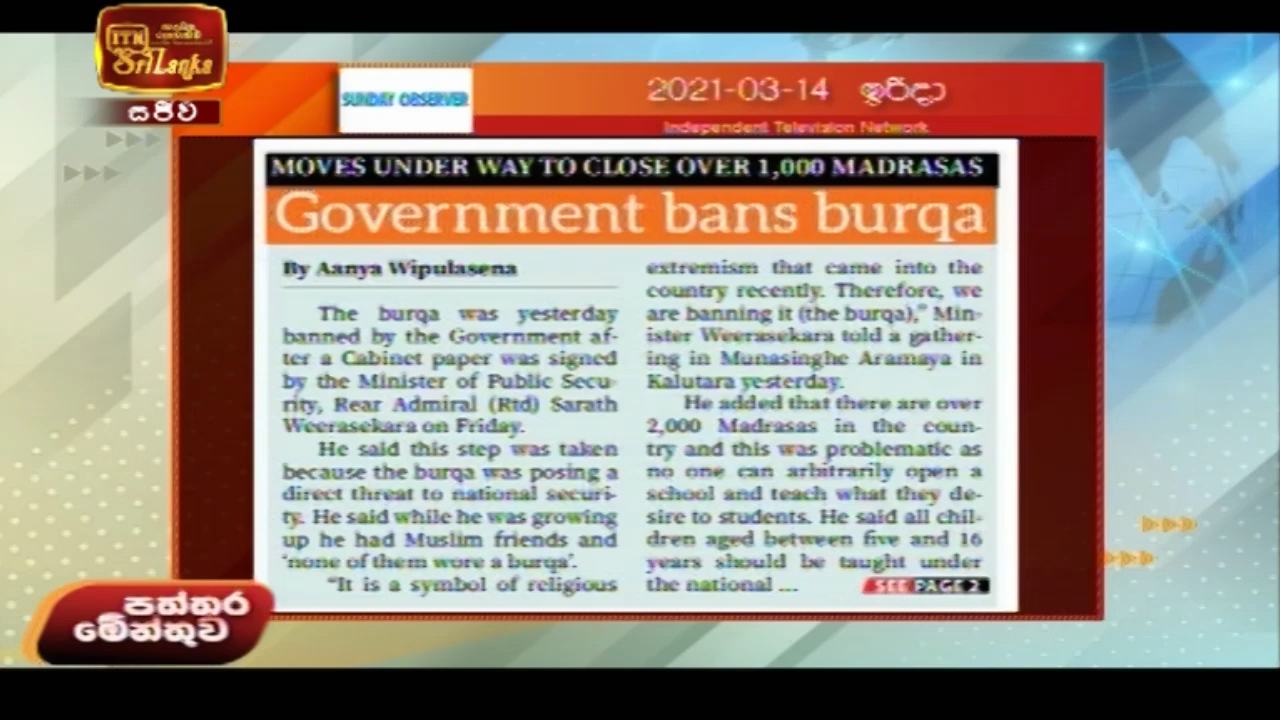 ITN
Sri Lanka
සජීව
SUNDAY OBSERVER
2021-03-14 ඉරිදා
Independent Television Network
MOVES UNDER WAY TO CLOSE OVER 1,000 MADRASAS
Government bans burqa
By Aanya Wipulasena
The burqa was yesterday
banned by the Government af-
ter a Cabinet paper was signed
by the Minister of Public Secu-
rity, Rear Admiral (Rtd) Sarath
Weerasekara on Friday.
He said this step was taken
because the burqa was posing a
direct threat to national securi-
ty. He said while he was growing
up he had Muslim friends and
‘none of them wore a burqa’.
“It is a symbol of religious
extremism that came into the
country recently. Therefore, we
are banning it (the burqa),” Min-
ister Weerasekara told a gather-
ing in Munasinghe Aramaya in
Kalutara yesterday.
He added that there are over
2,000 Madrasas in the coun-
try and this was problematic as
no one can arbitrarily open a
school and teach what they de-
sire to students. He said all chil-
dren aged between five and 16
years should be taught under
the national ...
SEE PAGE 2
පත්තර
මේන්තුව